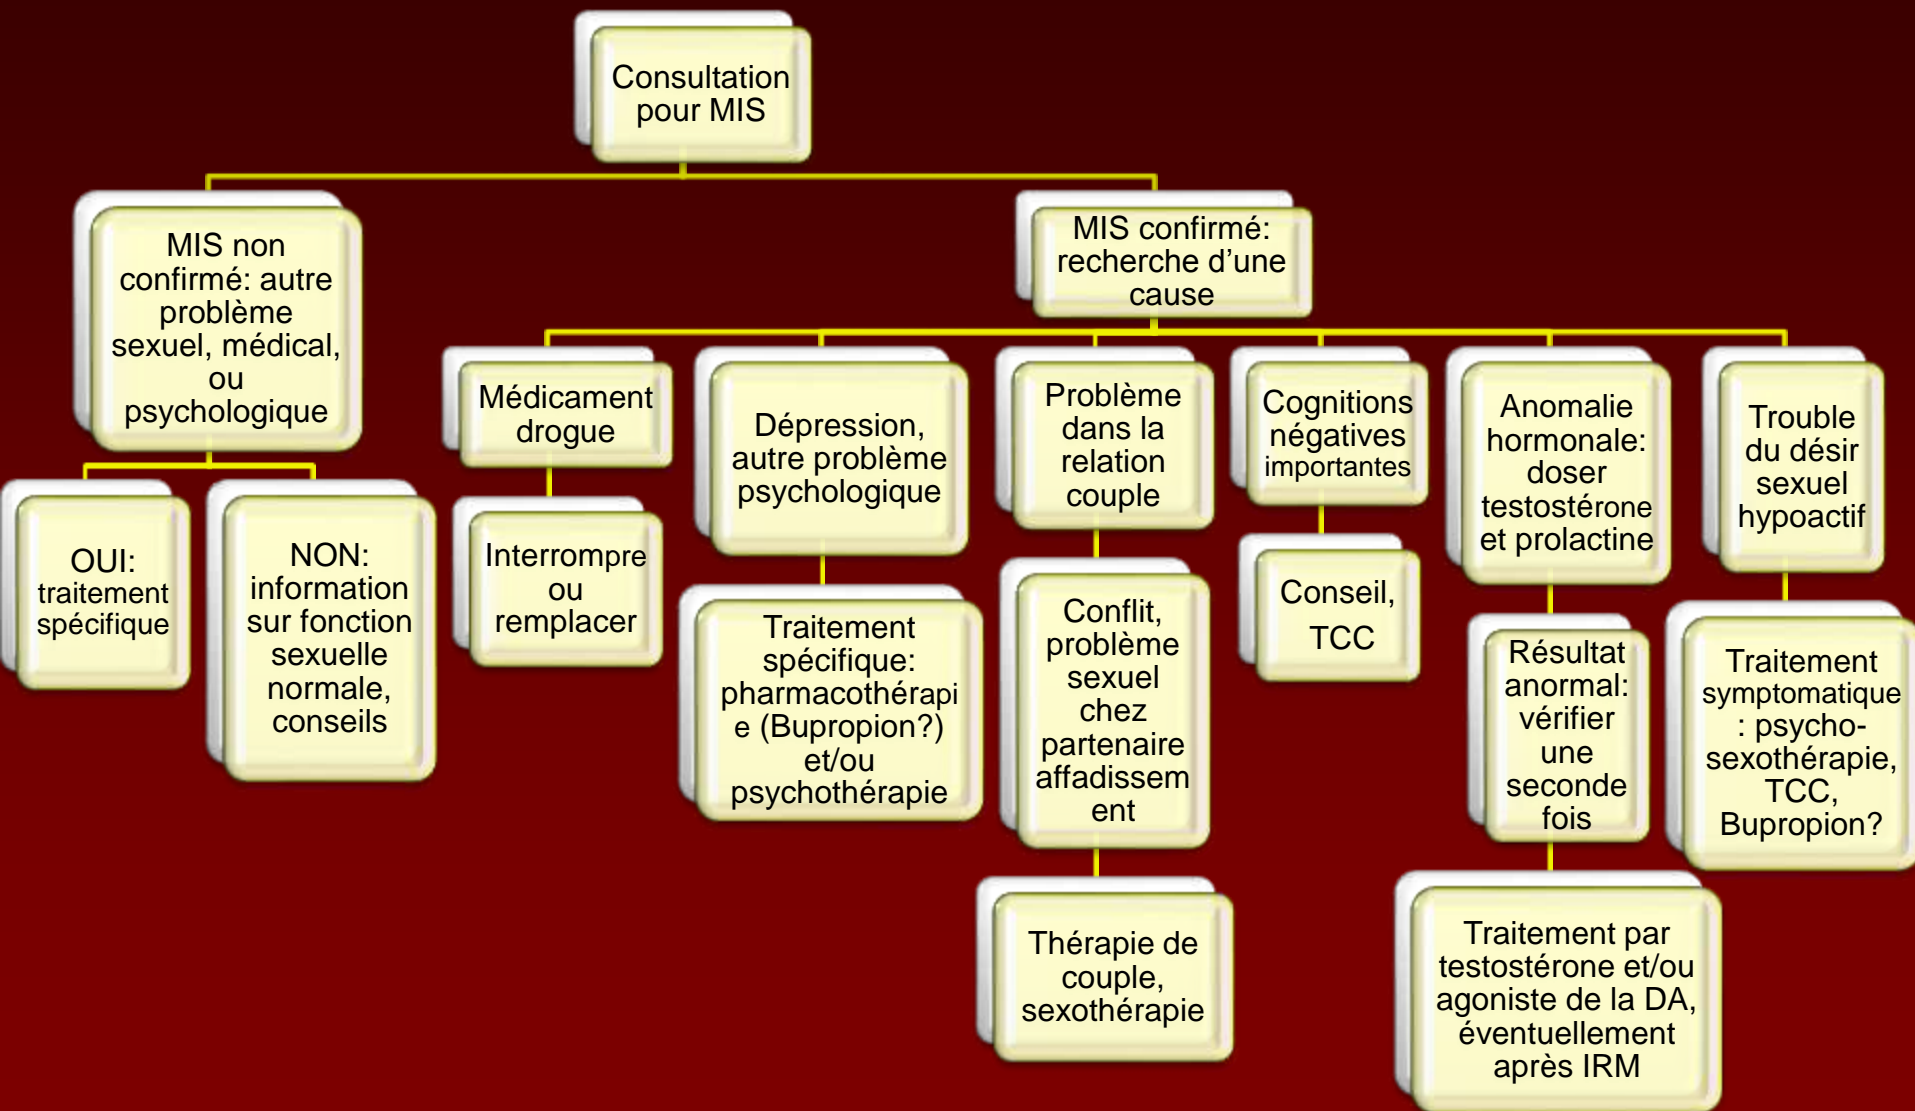 Consultation
pour MIS
MIS non
confirmé: autre
problème
sexuel, médical,
ou
psychologique
MIS confirmé:
recherche d'une
cause
OUI:
traitement
spécifique
NON:
information
sur fonction
sexuelle
normale,
conseils
Médicament
drogue
Interrompre
ou
remplacer
Dépression,
autre problème
psychologique
Traitement
spécifique:
pharmacothérapi
e (Bupropion?)
et/ou
psychothérapie
Problème
dans la
relation
couple
Conflit,
problème
sexuel
chez
partenaire
affadissem
ent
Thérapie de
couple,
sexothérapie
Cognitions
négatives
importantes
Conseil,
TCC
Anomalie
hormonale:
doser
testostérone
et prolactine
Résultat
anormal:
vérifier
une
seconde
fois
Traitement par
testostérone et/ou
agoniste de la DA,
éventuellement
après IRM
Trouble
du désir
sexuel
hypoactif
Traitement
symptomatique
: psycho-
sexothérapie,
TCC,
Bupropion?